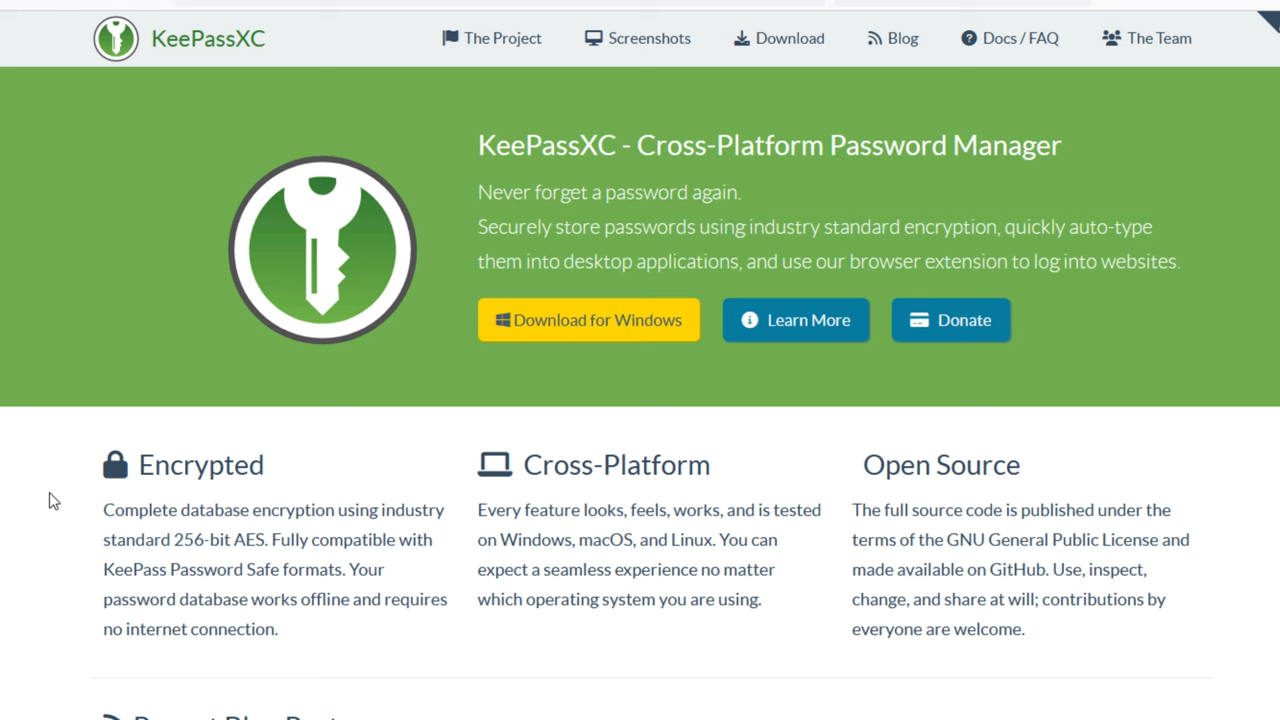 KeePassXC
The Project
Screenshots
Download
Blog
Docs / FAQ
The Team
KeePassXC - Cross-Platform Password Manager
Never forget a password again.
Securely store passwords using industry standard encryption, quickly auto-type
them into desktop applications, and use our browser extension to log into websites.
Download for Windows
Learn More
Donate
Encrypted
Complete database encryption using industry
standard 256-bit AES. Fully compatible with
KeePass Password Safe formats. Your
password database works offline and requires
no internet connection.
Cross-Platform
Every feature looks, feels, works, and is tested
on Windows, macOS, and Linux. You can
expect a seamless experience no matter
which operating system you are using.
Open Source
The full source code is published under the
terms of the GNU General Public License and
made available on GitHub. Use, inspect,
change, and share at will; contributions by
everyone are welcome.